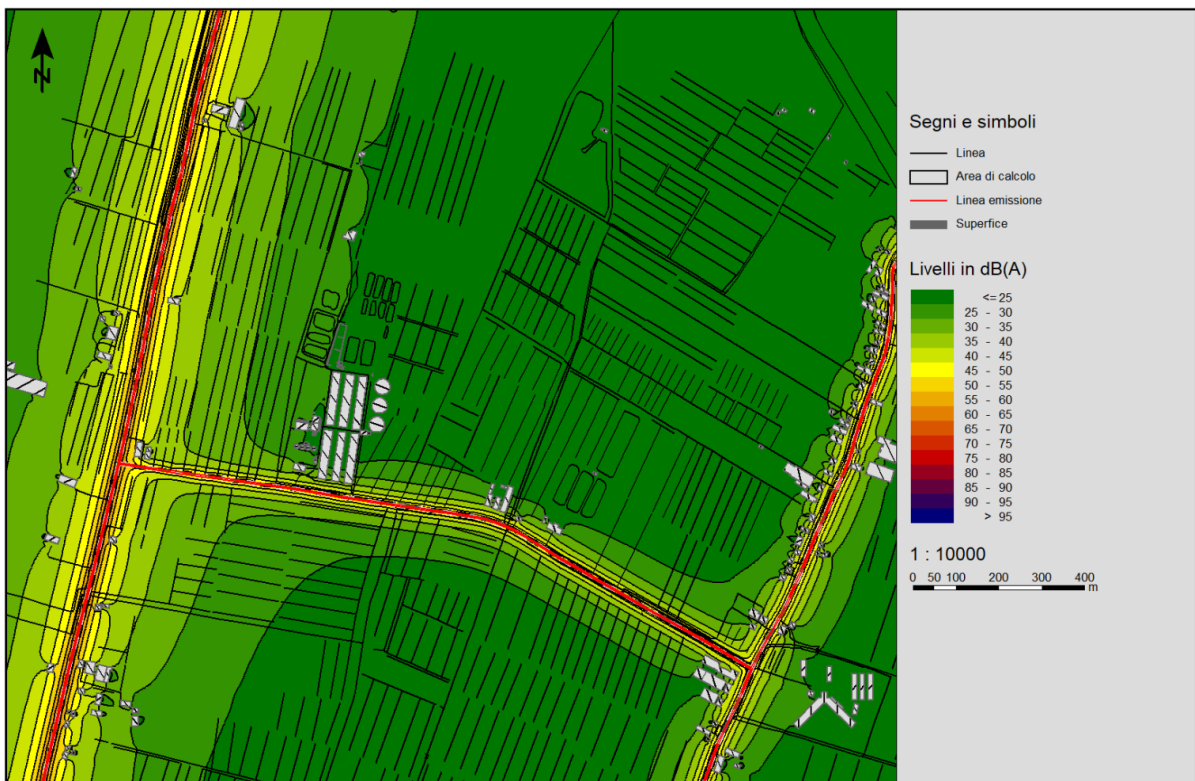 N
Segni e simboli
Linea
Area di calcolo
Linea emissione
Superfice
Livelli in dB(A)
<= 25
25 - 30
30 - 35
35 - 40
40 - 45
45 - 50
50 - 55
55 - 60
60 - 65
65 - 70
70 - 75
75 - 80
80 - 85
85 - 90
90 - 95
> 95
1 : 10000
0 50 100 200 300 400
m